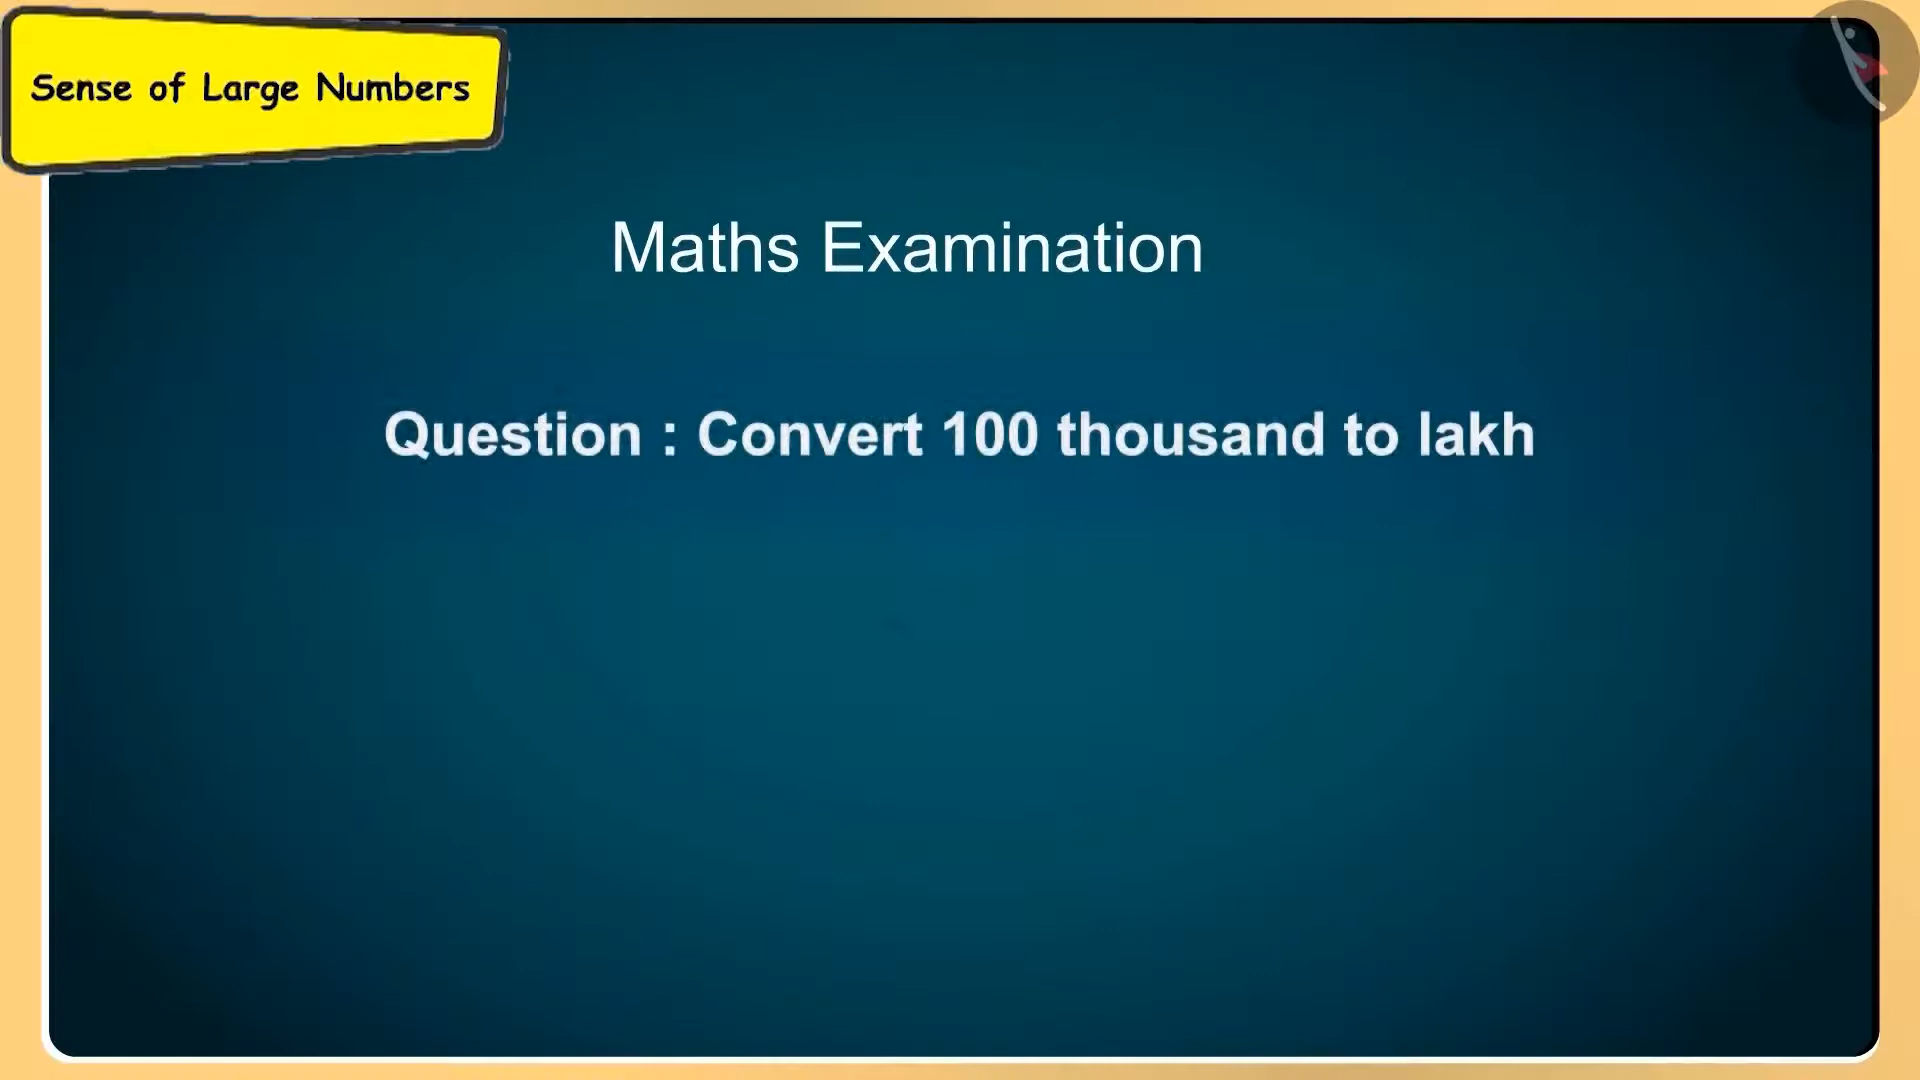 Sense of Large Numbers
Maths Examination
Question : Convert 100 thousand to lakh